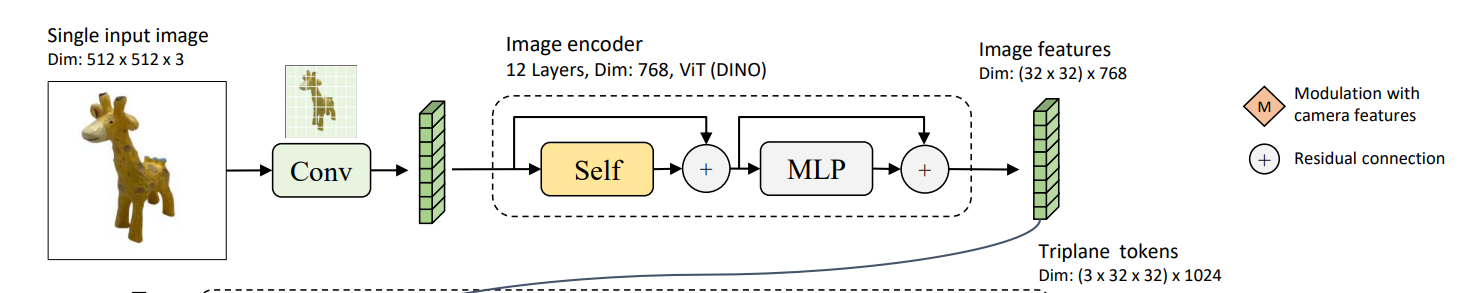 Single input image
Dim: 512 x 512 x 3
Conv
Image encoder
12 Layers, Dim: 768, ViT (DINO)
Self
+
MLP
+
Image features
Dim: (32 x 32) x 768
M
Modulation with
camera features
+
Residual connection
Triplane tokens
Dim: (3 x 32 x 32) x 1024